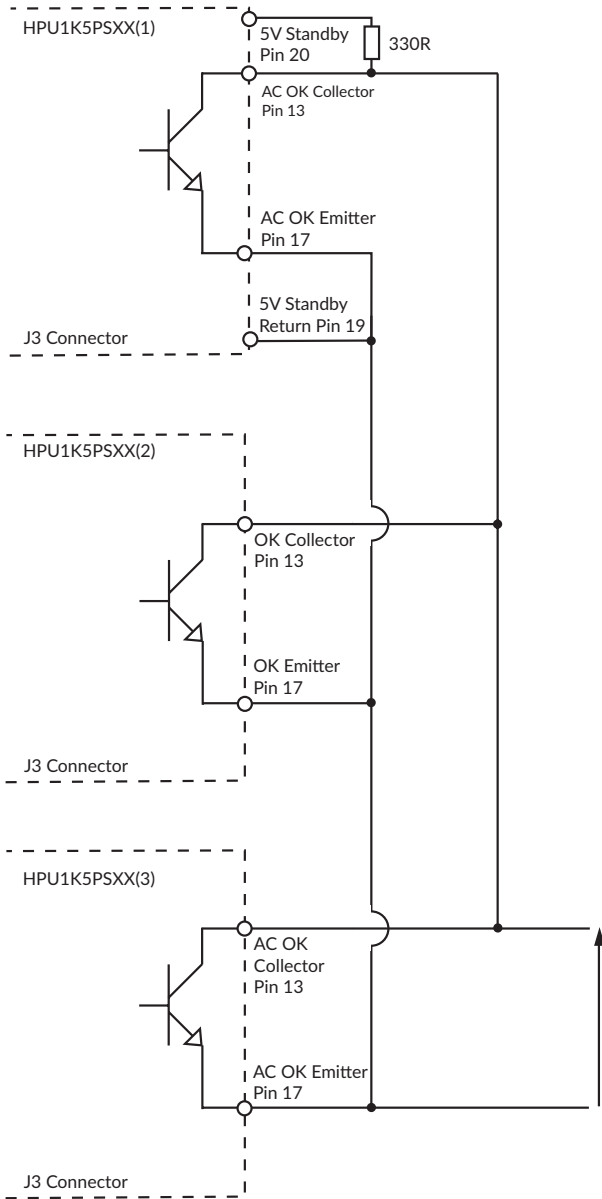 HPU1K5PSXX(1)
5V Standby
Pin 20
330R
AC OK Collector
Pin 13
AC OK Emitter
Pin 17
5V Standby
Return Pin 19
J3 Connector
HPU1K5PSXX(2)
OK Collector
Pin 13
OK Emitter
Pin 17
J3 Connector
HPU1K5PSXX(3)
AC OK
Collector
Pin 13
AC OK Emitter
Pin 17
J3 Connector